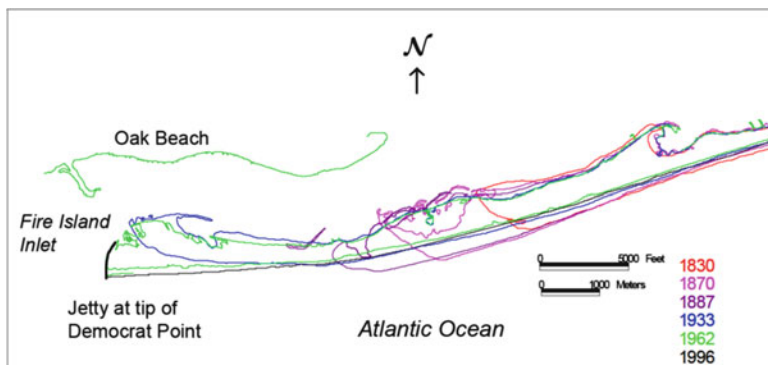 N
Oak Beach
Fire Island
Inlet
Jetty at tip of
Democrat Point
Atlantic Ocean
0 5000 Feet
0 1000 Meters
1830
1870
1887
1933
1962
1996